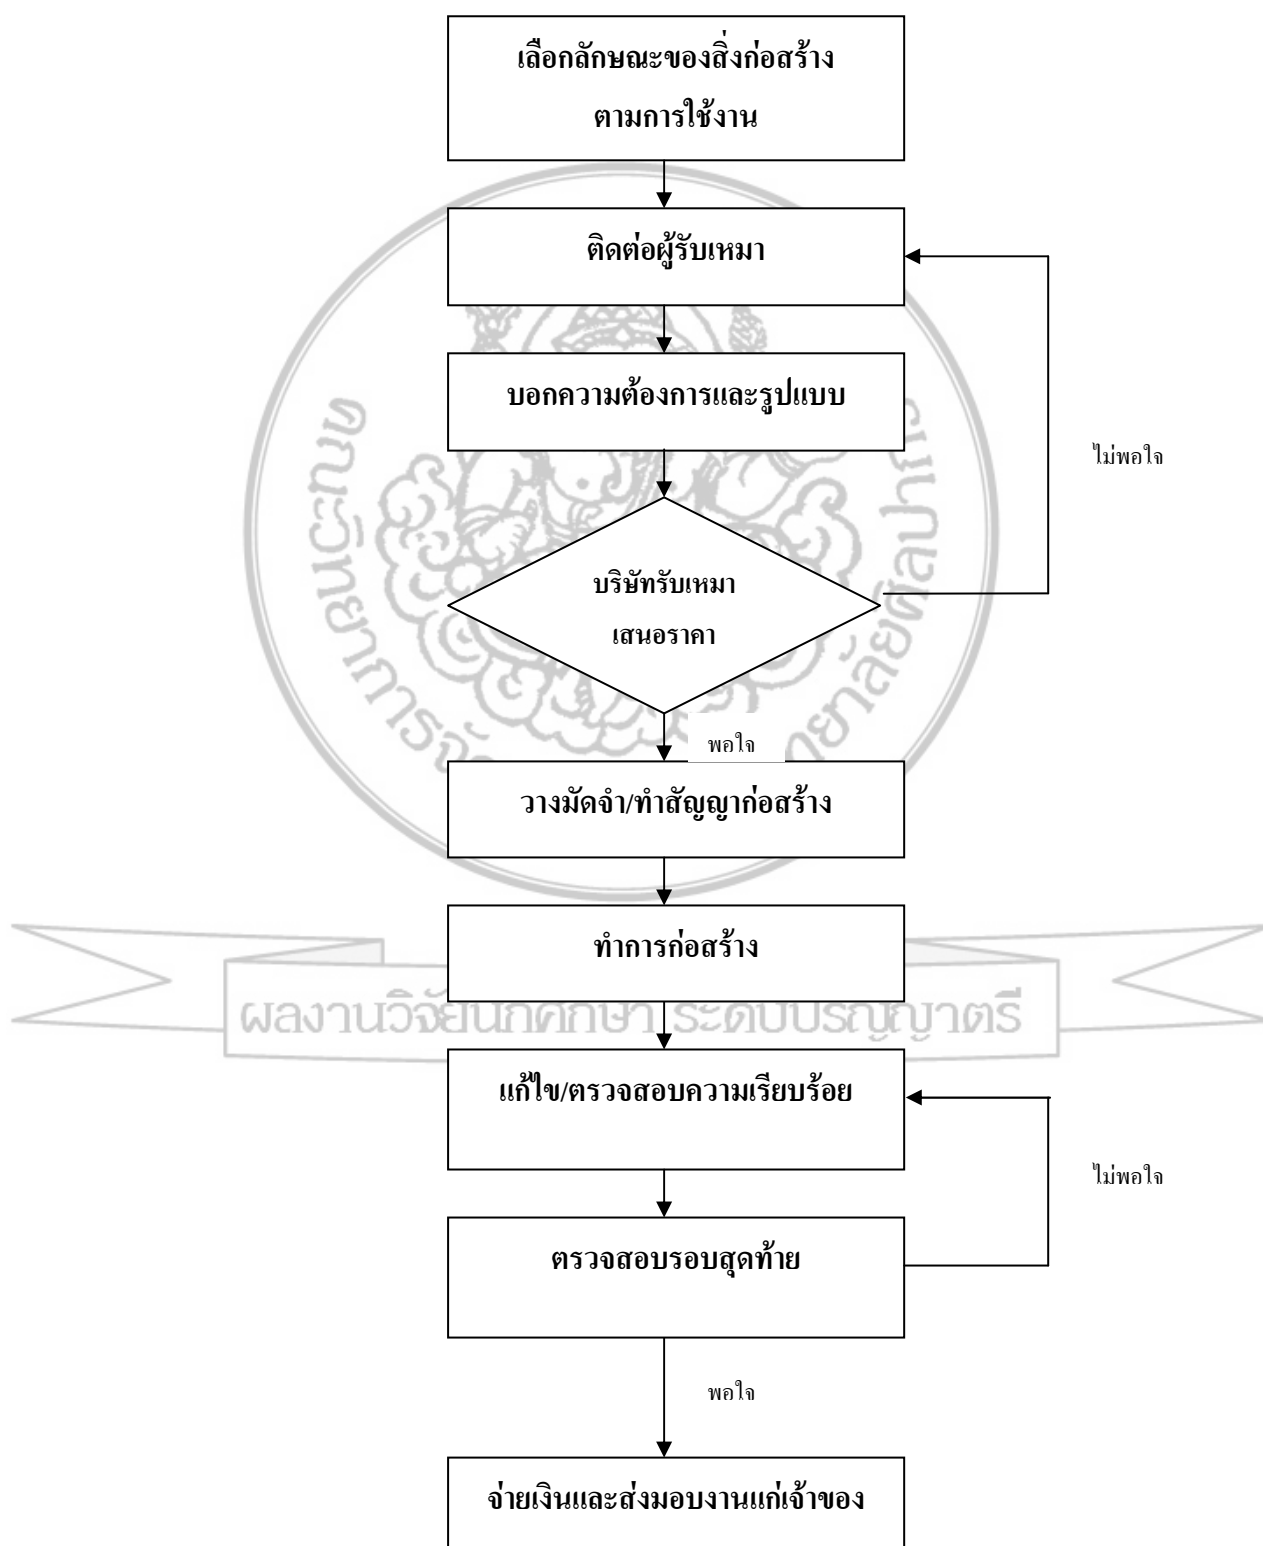 เลือกลักษณะของสิ่งก่อสร้าง
ตามการใช้งาน
ติดต่อผู้รับเหมา
บอกความต้องการและรูปแบบ
ไม่พอใจ
บริษัทรับเหมา
เสนอราคา
พอใจ
วางมัดจำ/ทำสัญญาก่อสร้าง
ทำการก่อสร้าง
ผลงานวิจัยนักศึกษา ระดับปริญญาตรี
แก้ไข/ตรวจสอบความเรียบร้อย
ไม่พอใจ
ตรวจสอบรอบสุดท้าย
พอใจ
จ่ายเงินและส่งมอบงานแก่เจ้าของ